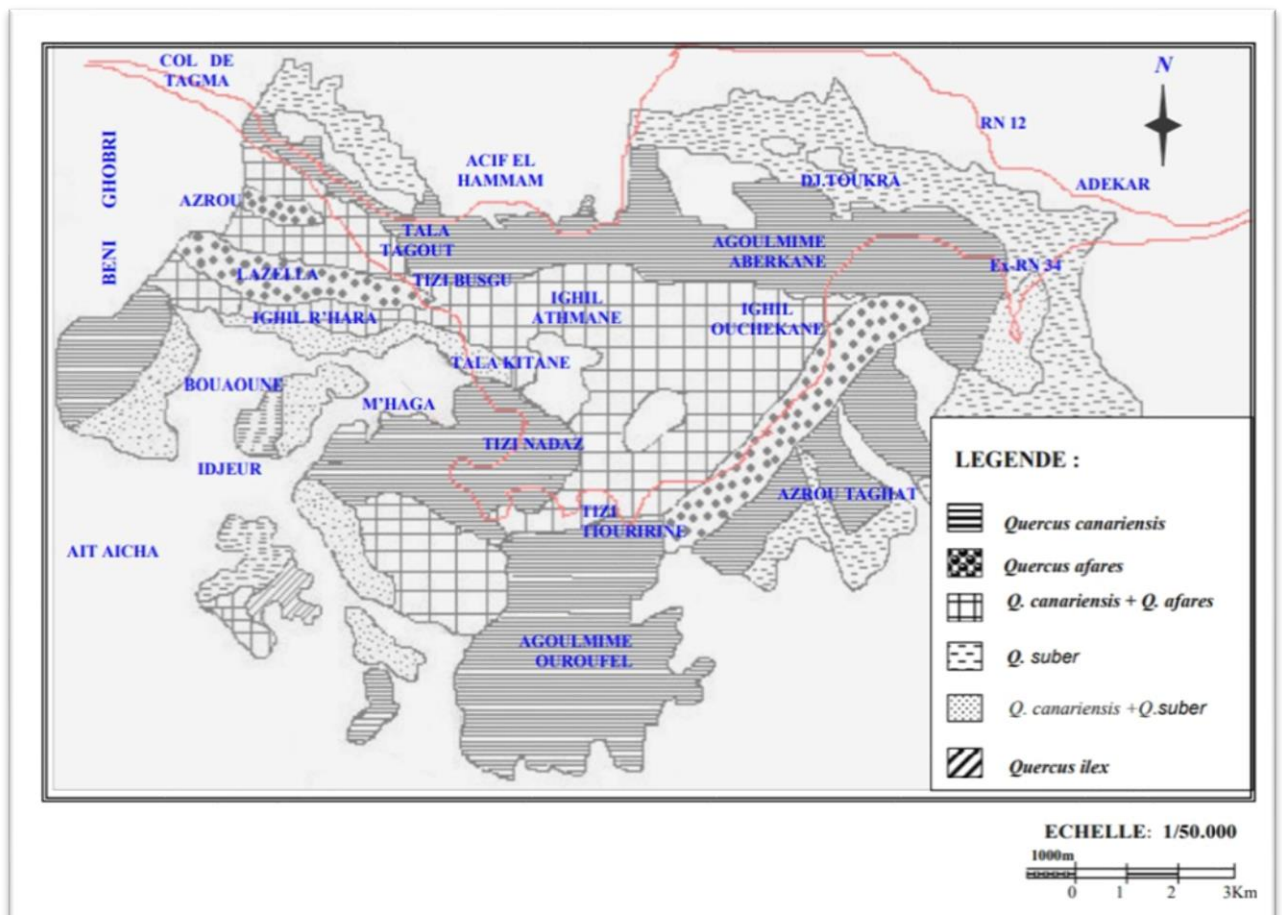 COL DE
TAGMA
N
BENI GHOBRI
RN 12
ACIF EL
HAMMAM
DJ.TOUKRA
ADEKAR
AZROU
TALA
TAGOUT
AGOULMIME
ABERKANE
Ex-RN 34
LAZELLA
TIZI BUSGU
IGHIL
ATHMANE
IGHIL
OUCHEKANE
IGHIL R'HARA
TALA KITANE
BOUAOUNE
M'HAGA
TIZI NADAZ
IDJEUR
AZROU TAGHAT
TIZI
TIOURIRINE
AIT AICHA
AGOULMIME
OUROUFEL
LEGENDE :
Quercus canariensis
Quercus afares
Q. canariensis + Q. afares
Q. suber
Q. canariensis +Q.suber
Quercus ilex
ECHELLE: 1/50.000
1000m
0 1 2 3Km